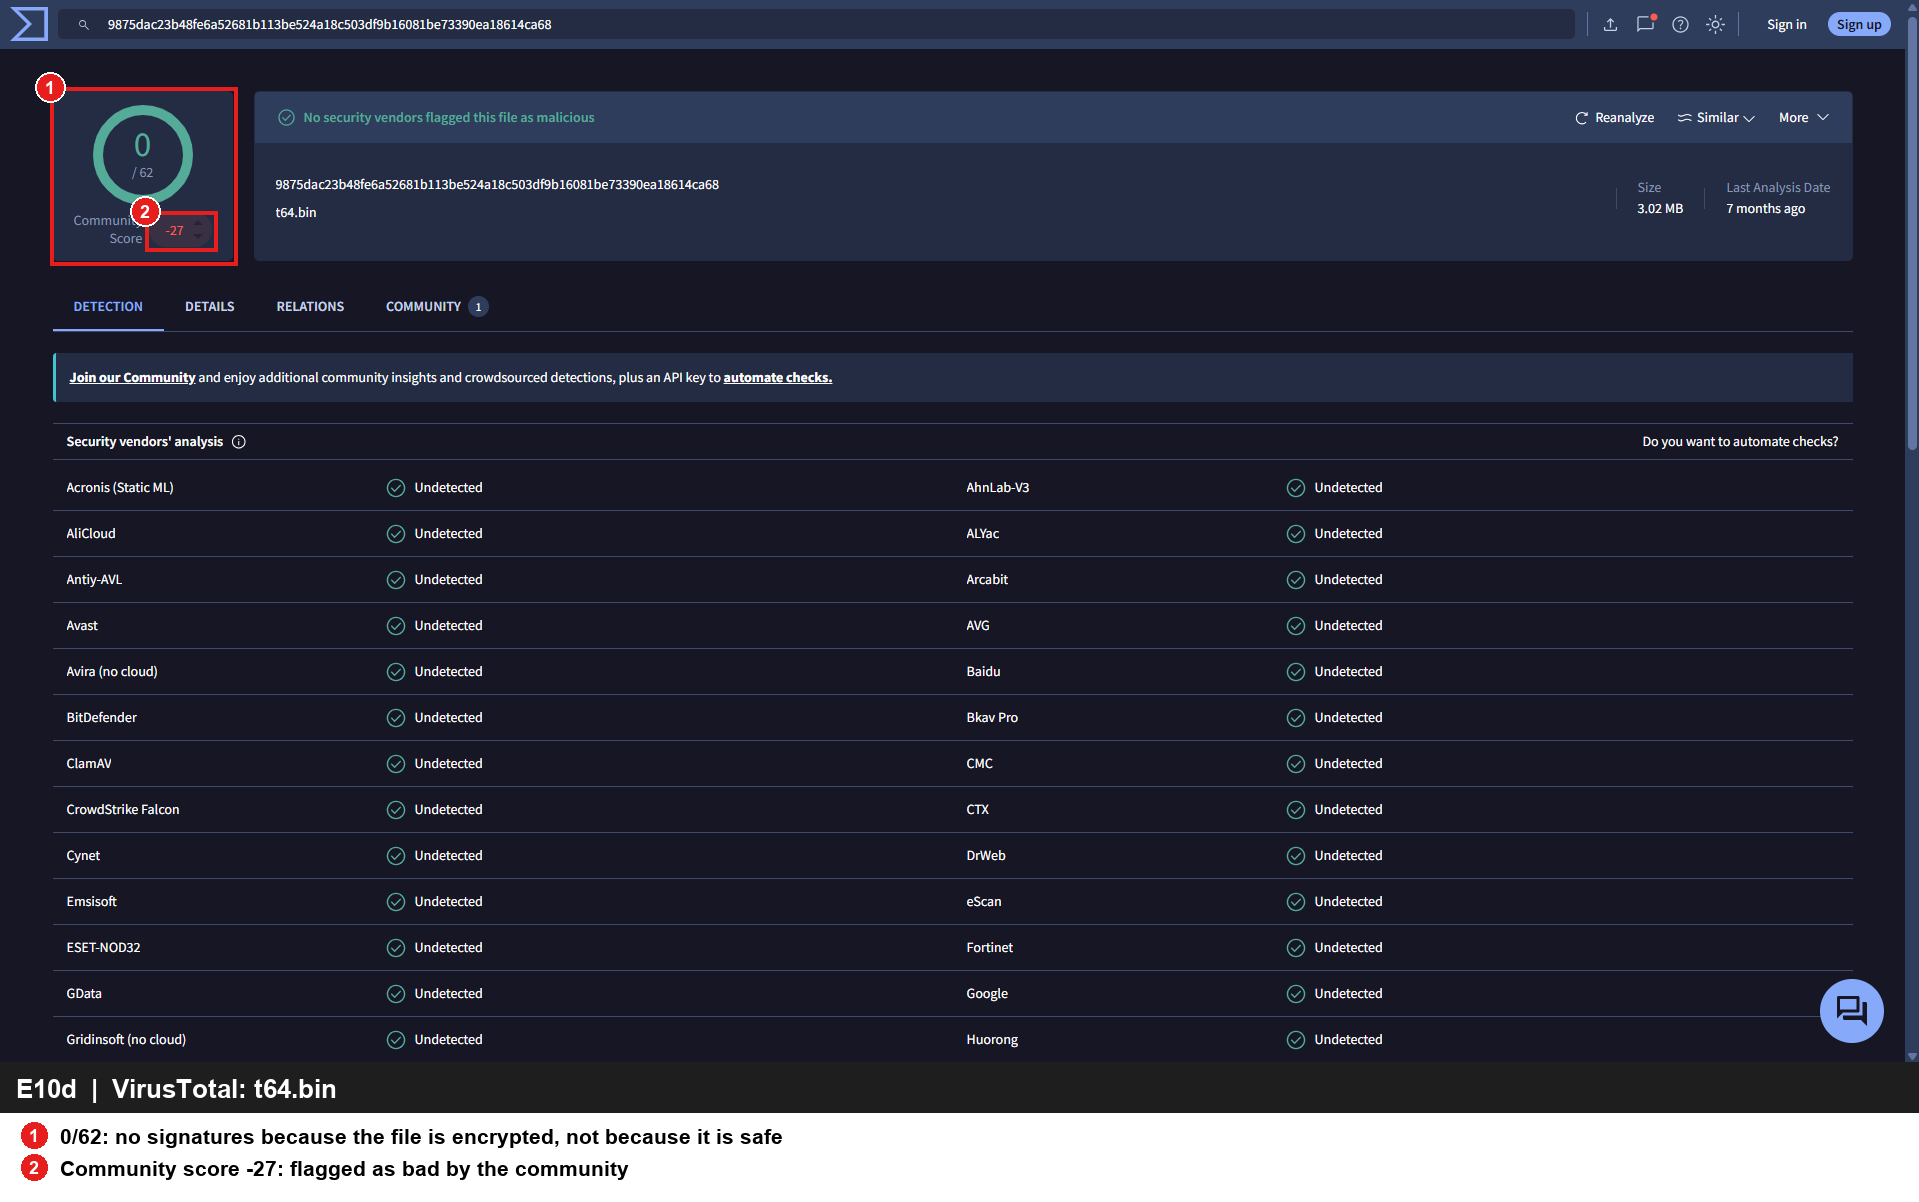 9875dac23b48fe6a52681b113be524a18c503df9b16081be73390ea18614ca68
Sign in
Sign up
1
0
/ 62
2
Community
Score
-27
No security vendors flagged this file as malicious
Reanalyze
Similar
More
9875dac23b48fe6a52681b113be524a18c503df9b16081be73390ea18614ca68
t64.bin
Size
3.02 MB
Last Analysis Date
7 months ago
DETECTION
DETAILS
RELATIONS
COMMUNITY 1
Join our Community and enjoy additional community insights and crowdsourced detections, plus an API key to automate checks.
Security vendors' analysis
Do you want to automate checks?
Acronis (Static ML) Undetected AhnLab-V3 Undetected
AliCloud Undetected ALYac Undetected
Antiy-AVL Undetected Arcabit Undetected
Avast Undetected AVG Undetected
Avira (no cloud) Undetected Baidu Undetected
BitDefender Undetected Bkav Pro Undetected
ClamAV Undetected CMC Undetected
CrowdStrike Falcon Undetected CTX Undetected
Cynet Undetected DrWeb Undetected
Emsisoft Undetected eScan Undetected
ESET-NOD32 Undetected Fortinet Undetected
GData Undetected Google Undetected
Gridinsoft (no cloud) Undetected Huorong Undetected
E10d | VirusTotal: t64.bin
1 0/62: no signatures because the file is encrypted, not because it is safe
2 Community score -27: flagged as bad by the community